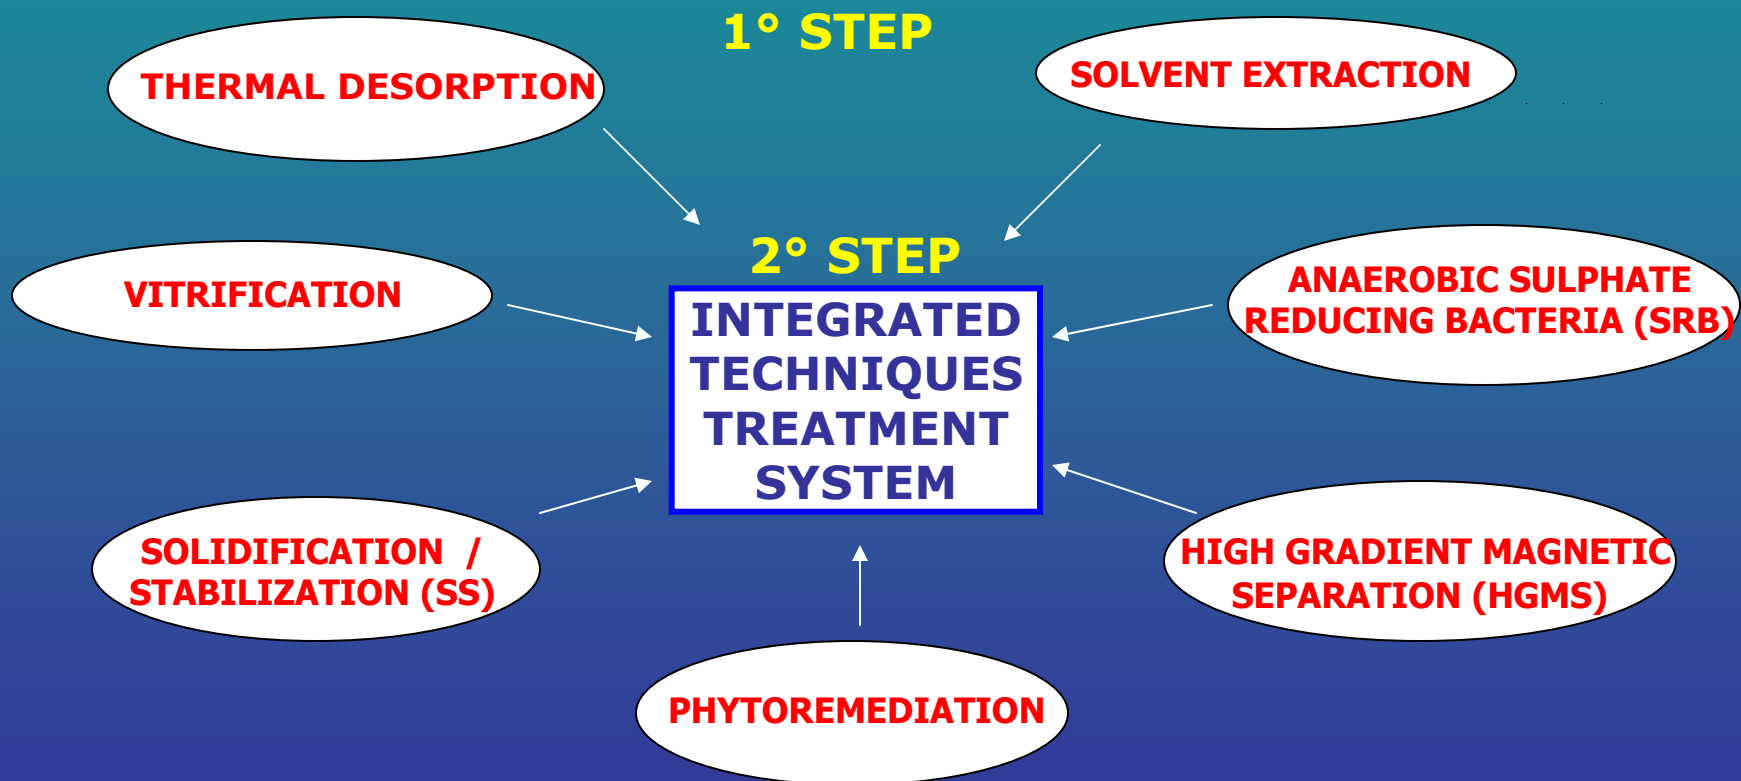 1° STEP
THERMAL DESORPTION
SOLVENT EXTRACTION
2° STEP
INTEGRATED
TECHNIQUES
TREATMENT
SYSTEM
VITRIFICATION
ANAEROBIC SULPHATE
REDUCING BACTERIA (SRB)
SOLIDIFICATION /
STABILIZATION (SS)
HIGH GRADIENT MAGNETIC
SEPARATION (HGMS)
PHYTOREMEDIATION